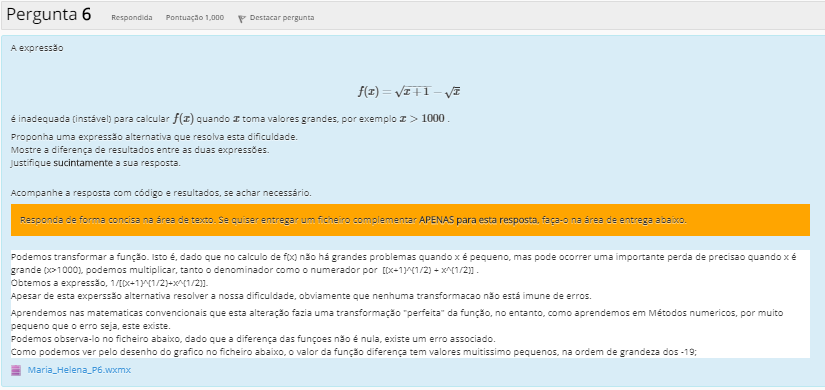 Pergunta 6 Respondida Pontuação 1,000 Destacar pergunta
A expressão
f(x) = √x+1 − √x
é inadequada (instável) para calcular f(x) quando x toma valores grandes, por exemplo x > 1000 .
Proponha uma expressão alternativa que resolva esta dificuldade.
Mostre a diferença de resultados entre as duas expressões.
Justifique sucintamente a sua resposta.
Acompanhe a resposta com código e resultados, se achar necessário.
Responda de forma concisa na área de texto. Se quiser entregar um ficheiro complementar APENAS para esta resposta, faça-o na área de entrega abaixo.
Podemos transformar a função. Isto é, dado que no calculo de f(x) não há grandes problemas quando x é pequeno, mas pode ocorrer uma importante perda de precisao quando x é
grande (x>1000), podemos multiplicar, tanto o denominador como o numerador por [(x+1)^(1/2) + x^(1/2)] .
Obtemos a expressão, 1/[(x+1)^(1/2)+x^(1/2)].
Apesar de esta experssão alternativa resolver a nossa dificuldade, obviamente que nenhuma transformacao não está imune de erros.
Aprendemos nas matematicas convencionais que esta alteração fazia uma transformação "perfeita" da função, no entanto, como aprendemos em Métodos numericos, por muito
pequeno que o erro seja, este existe.
Podemos observa-lo no ficheiro abaixo, dado que a diferença das funçoes não é nula, existe um erro associado.
Como podemos ver pelo desenho do grafico no ficheiro abaixo, o valor da função diferença tem valores muitissimo pequenos, na ordem de grandeza dos -19;
Maria_Helena_P6.wxmx